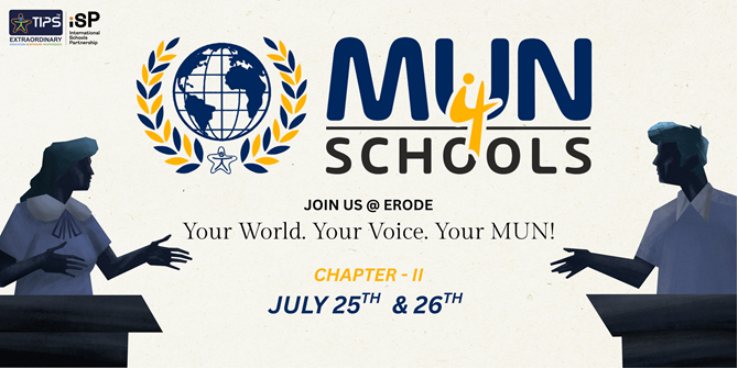 TIPS
EXTRAORDINARY
iSP
International
Schools
Partnership
MUN
4
SCHOOLS
JOIN US @ ERODE
Your World. Your Voice. Your MUN!
CHAPTER - II
JULY 25TH & 26TH